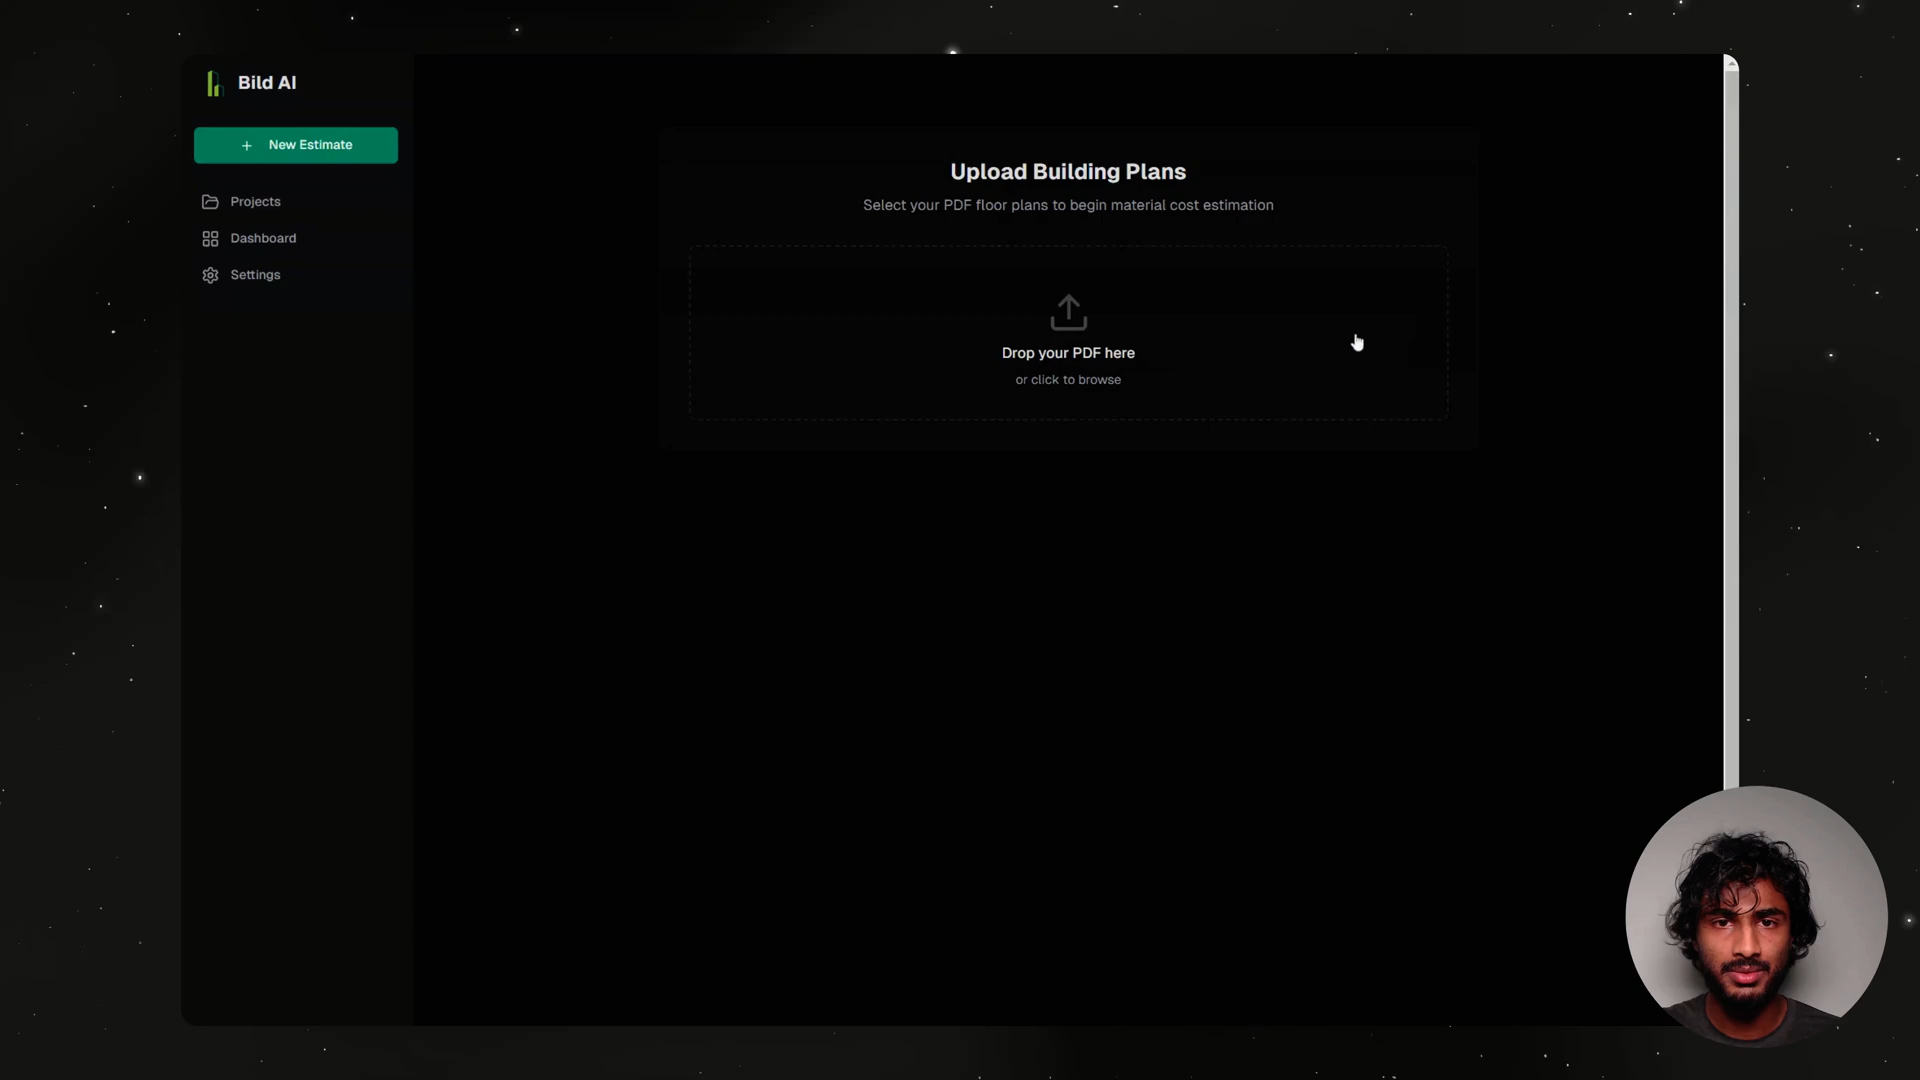 Bild AI
New Estimate
Projects
Dashboard
Settings
Upload Building Plans
Select your PDF floor plans to begin material cost estimation
Drop your PDF here
or click to browse